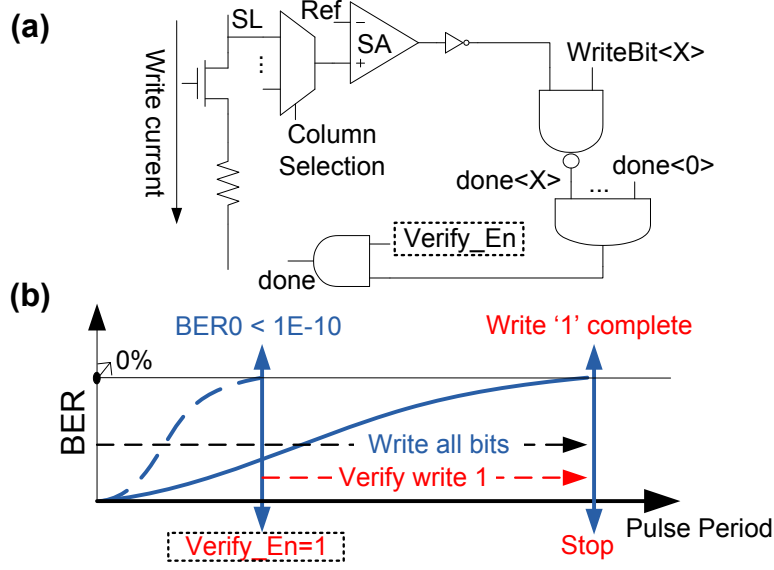 (a)
SL
Ref
−
SA
+
WriteBit<X>
Write current
⋮
Column
Selection
done<X>
...
done<0>
Verify_En
done
(b)
BER0 < 1E-10
Write ‘1’ complete
0%
BER
Write all bits
Verify write 1
Pulse Period
Verify_En=1
Stop